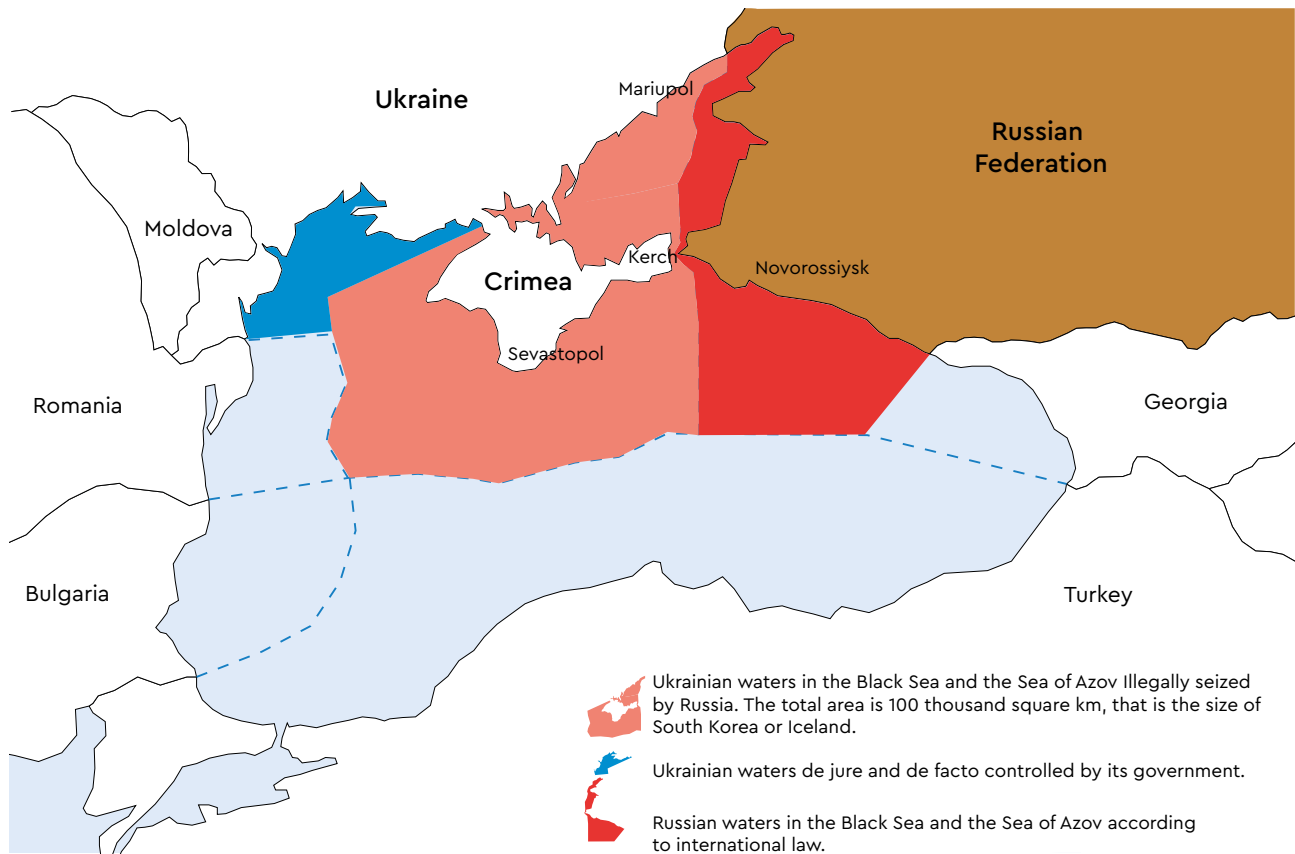 Ukraine
Mariupol
Russian
Federation
Moldova
Kerch
Novorossiysk
Crimea
Sevastopol
Romania
Georgia
Bulgaria
Turkey
Ukrainian waters in the Black Sea and the Sea of Azov Illegally seized
by Russia. The total area is 100 thousand square km, that is the size of
South Korea or Iceland.
Ukrainian waters de jure and de facto controlled by its government.
Russian waters in the Black Sea and the Sea of Azov according
to international law.